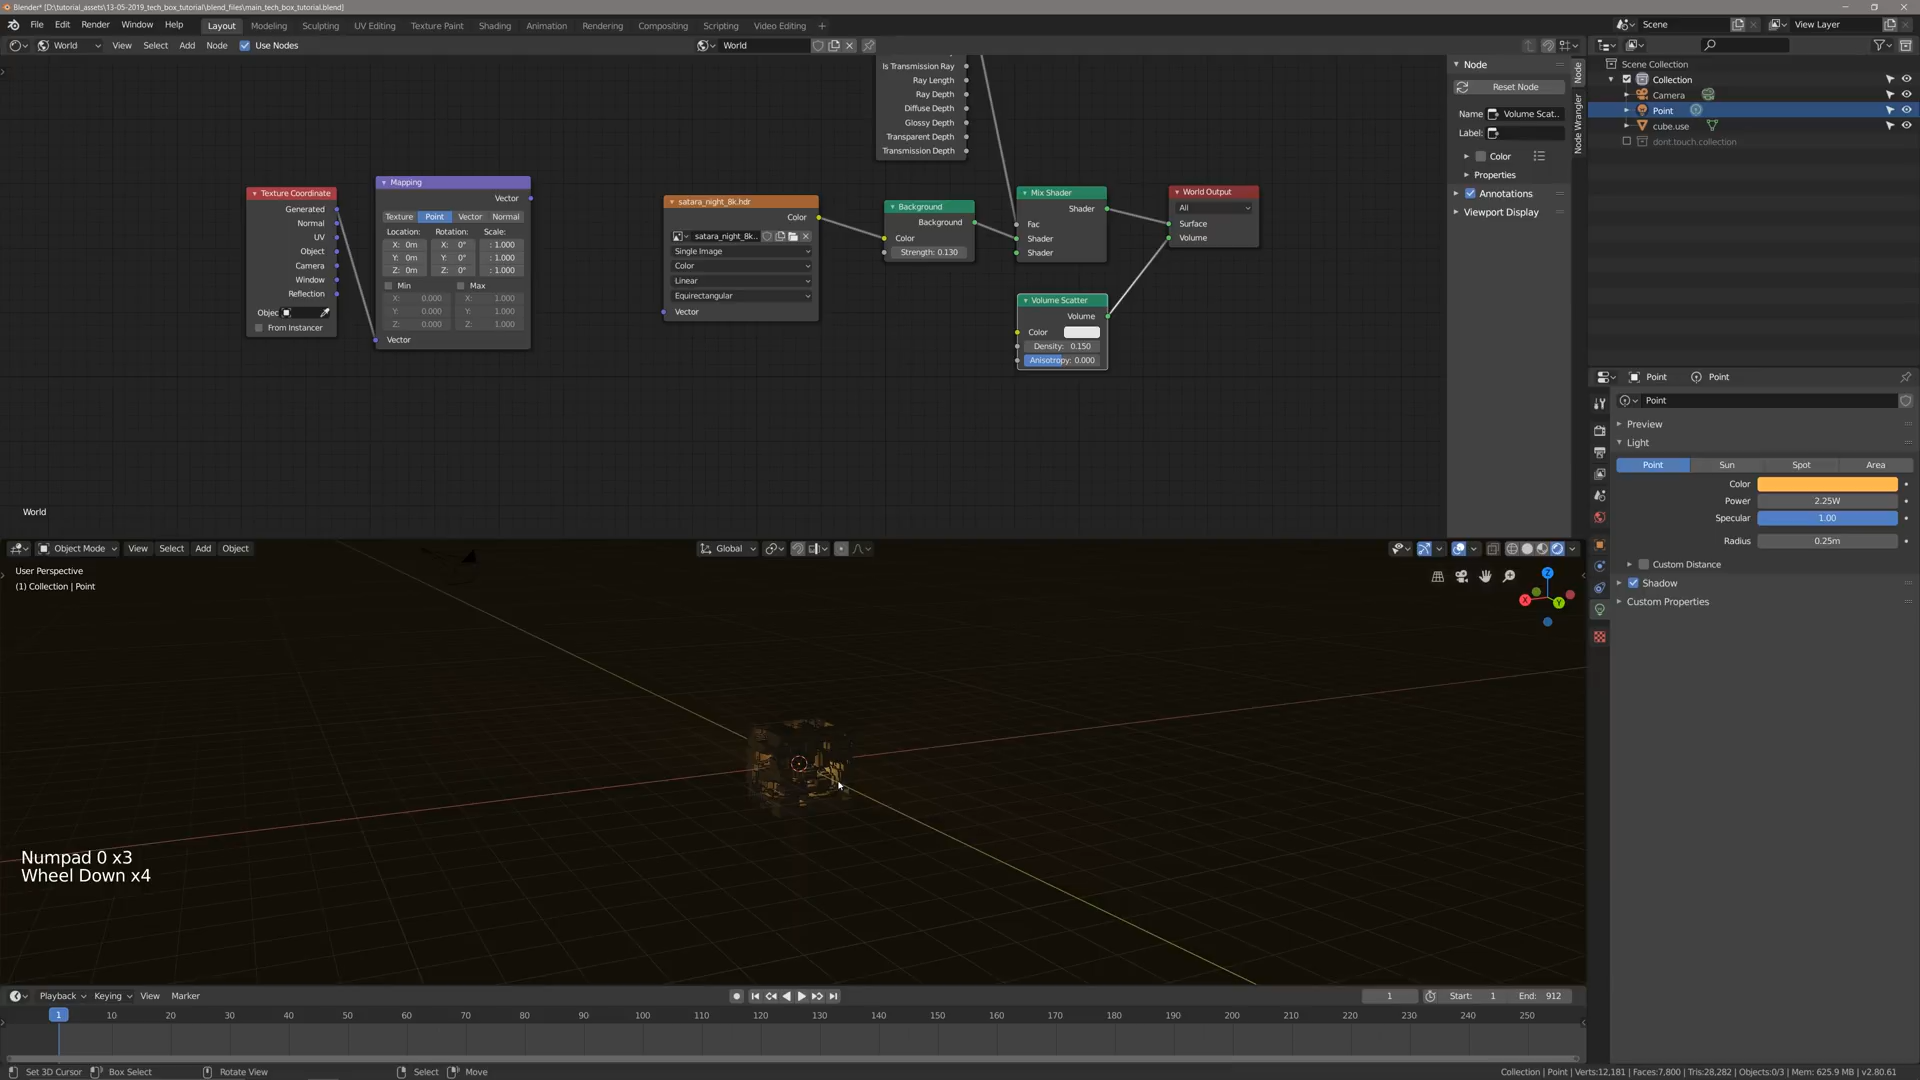 Blender* [D:\tutorial_assets\13-05-2019_tech_box_tutorial\blend_files\main_tech_box_tutorial.blend]
File Edit Render Window Help Layout Modeling Sculpting UV Editing Texture Paint Shading Animation Rendering Compositing Scripting Video Editing + Scene View Layer
World View Select Add Node Use Nodes World
Is Transmission Ray
Ray Length
Ray Depth
Diffuse Depth
Glossy Depth
Transparent Depth
Transmission Depth
Texture Coordinate
Generated
Normal
UV
Object
Camera
Window
Reflection
Objec
From Instancer
Mapping
Vector
Texture Point Vector Normal
Location: Rotation: Scale:
X: 0m X: 0° : 1.000
Y: 0m Y: 0° : 1.000
Z: 0m Z: 0° : 1.000
Min Max
X: 0.000 X: 1.000
Y: 0.000 Y: 1.000
Z: 0.000 Z: 1.000
Vector
satara_night_8k.hdr
Color
satara_night_8k..
Single Image
Color
Linear
Equirectangular
Vector
Background
Background
Color
Strength: 0.130
Mix Shader
Shader
Fac
Shader
Shader
World Output
All
Surface
Volume
Volume Scatter
Volume
Color
Density: 0.150
Anisotropy: 0.000
World
Node
Reset Node
Name Volume Scat..
Label:
Color
Properties
Annotations
Viewport Display
Node
Node Wrangler
Scene Collection
Collection
Camera
Point
cube.use
dont.touch.collection
Point Point
Point
Preview
Light
Point Sun Spot Area
Color
Power 2.25W
Specular 1.00
Radius 0.25m
Custom Distance
Shadow
Custom Properties
Object Mode View Select Add Object Global
User Perspective
(1) Collection | Point
Z
X
Y
Numpad 0 x3
Wheel Down x4
Playback Keying View Marker 1 Start: 1 End: 912
1 10 20 30 40 50 60 70 80 90 100 110 120 130 140 150 160 170 180 190 200 210 220 230 240 250
Set 3D Cursor Box Select Rotate View Select Move Collection | Point | Verts:12,181 | Faces:7,800 | Tris:28,282 | Objects:0/3 | Mem: 625.9 MB | v2.80.61